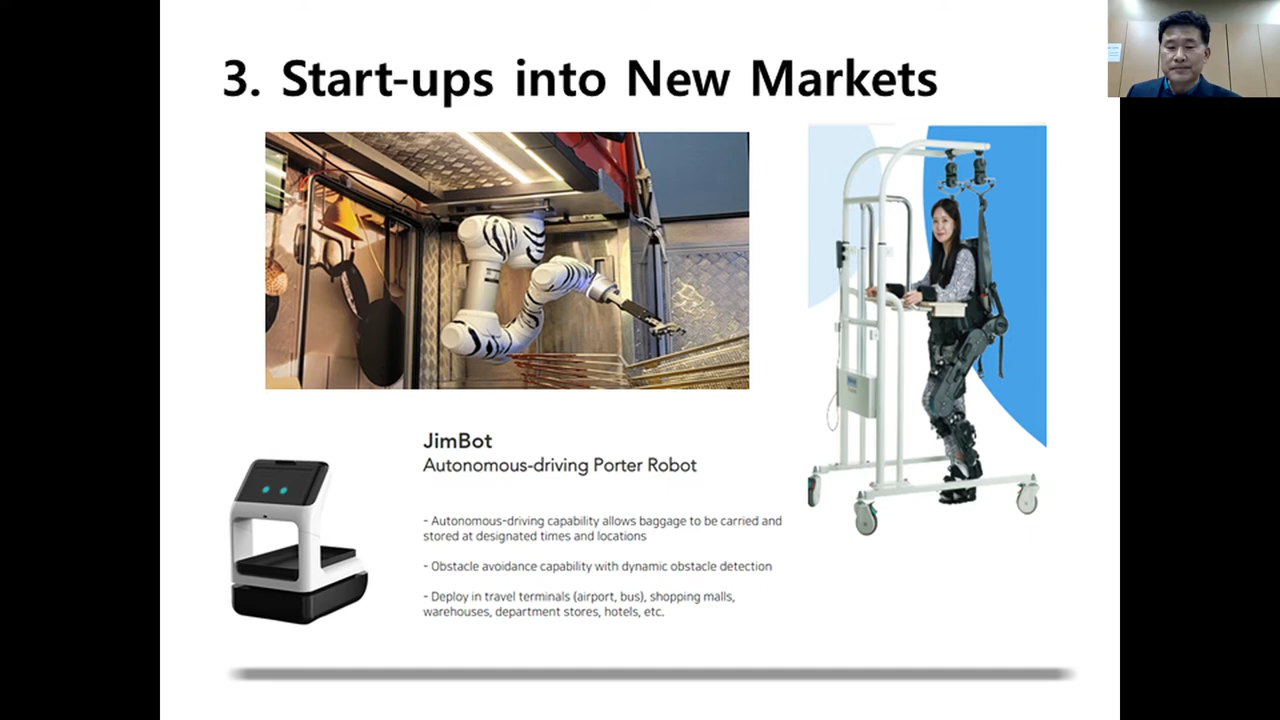 3. Start-ups into New Markets
JimBot
Autonomous-driving Porter Robot
- Autonomous-driving capability allows baggage to be carried and
stored at designated times and locations
- Obstacle avoidance capability with dynamic obstacle detection
- Deploy in travel terminals (airport, bus), shopping malls,
warehouses, department stores, hotels, etc.